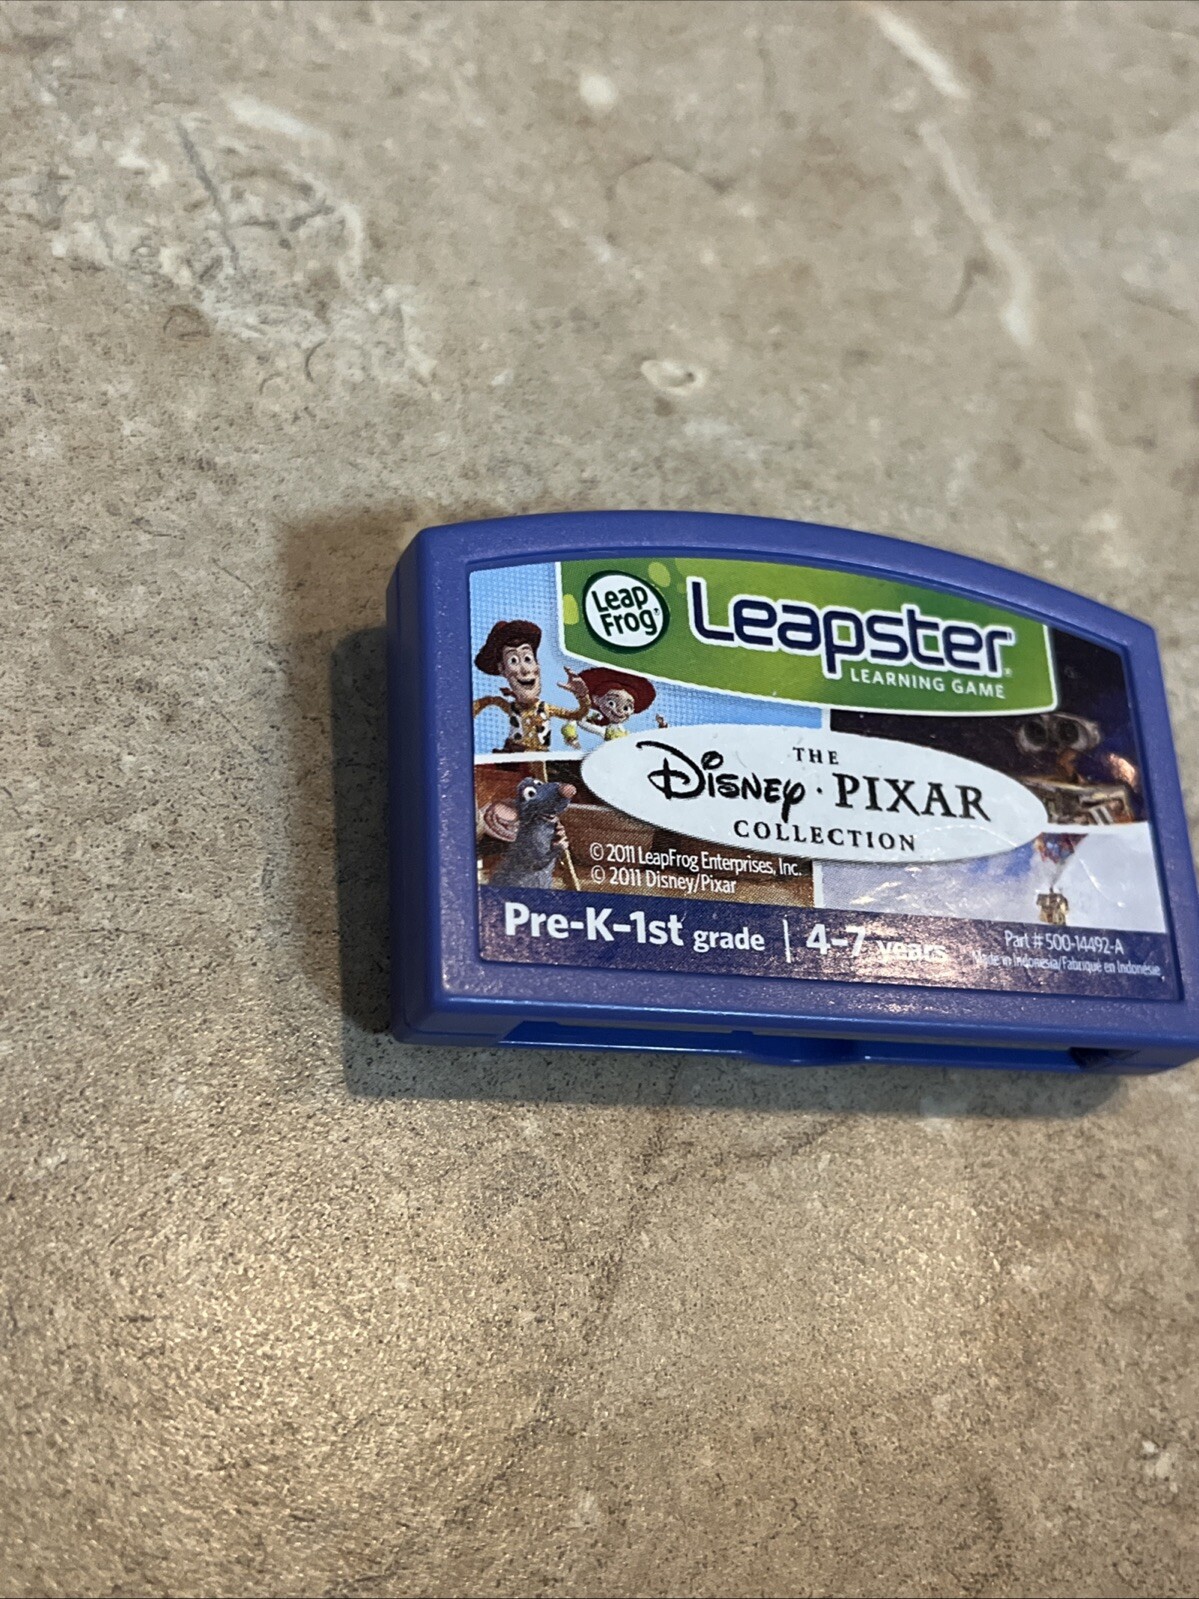 Leap
Frog
Leapster®
LEARNING GAME
THE
Disney · PIXAR
COLLECTION
© 2011 LeapFrog Enterprises, Inc.
© 2011 Disney/Pixar
Pre-K-1st grade | 4-7 years
Part # 500-14492-A
Made in Indonesia/Fabriqué en Indonésie